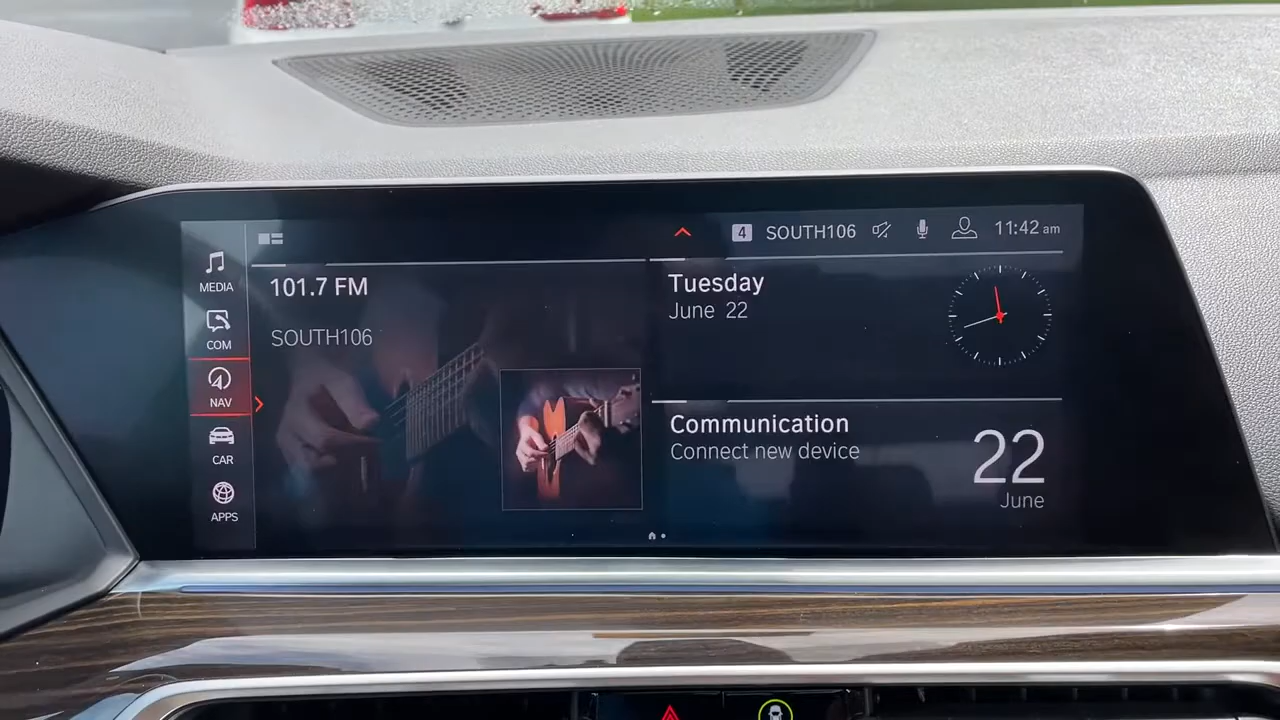 4 SOUTH106 11:42 am
MEDIA
COM
NAV
CAR
APPS
101.7 FM
SOUTH106
Tuesday
June 22
Communication
Connect new device
22
June